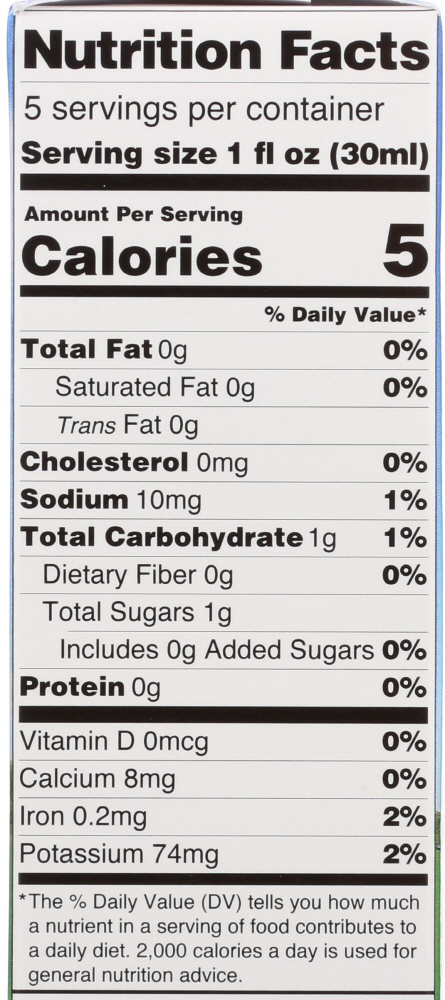 Nutrition Facts
5 servings per container
Serving size 1 fl oz (30ml)
Amount Per Serving
Calories 5
% Daily Value*
Total Fat 0g 0%
Saturated Fat 0g 0%
Trans Fat 0g
Cholesterol 0mg 0%
Sodium 10mg 1%
Total Carbohydrate 1g 1%
Dietary Fiber 0g 0%
Total Sugars 1g
Includes 0g Added Sugars 0%
Protein 0g 0%
Vitamin D 0mcg 0%
Calcium 8mg 0%
Iron 0.2mg 2%
Potassium 74mg 2%
*The % Daily Value (DV) tells you how much
a nutrient in a serving of food contributes to
a daily diet. 2,000 calories a day is used for
general nutrition advice.